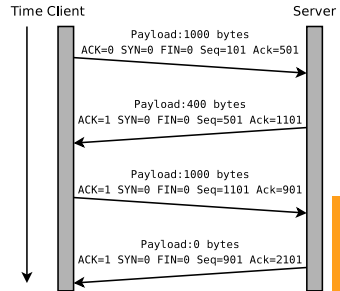 Time Client Server
Payload:1000 bytes
ACK=0 SYN=0 FIN=0 Seq=101 Ack=501
Payload:400 bytes
ACK=1 SYN=0 FIN=0 Seq=501 Ack=1101
Payload:1000 bytes
ACK=1 SYN=0 FIN=0 Seq=1101 Ack=901
Payload:0 bytes
ACK=1 SYN=0 FIN=0 Seq=901 Ack=2101